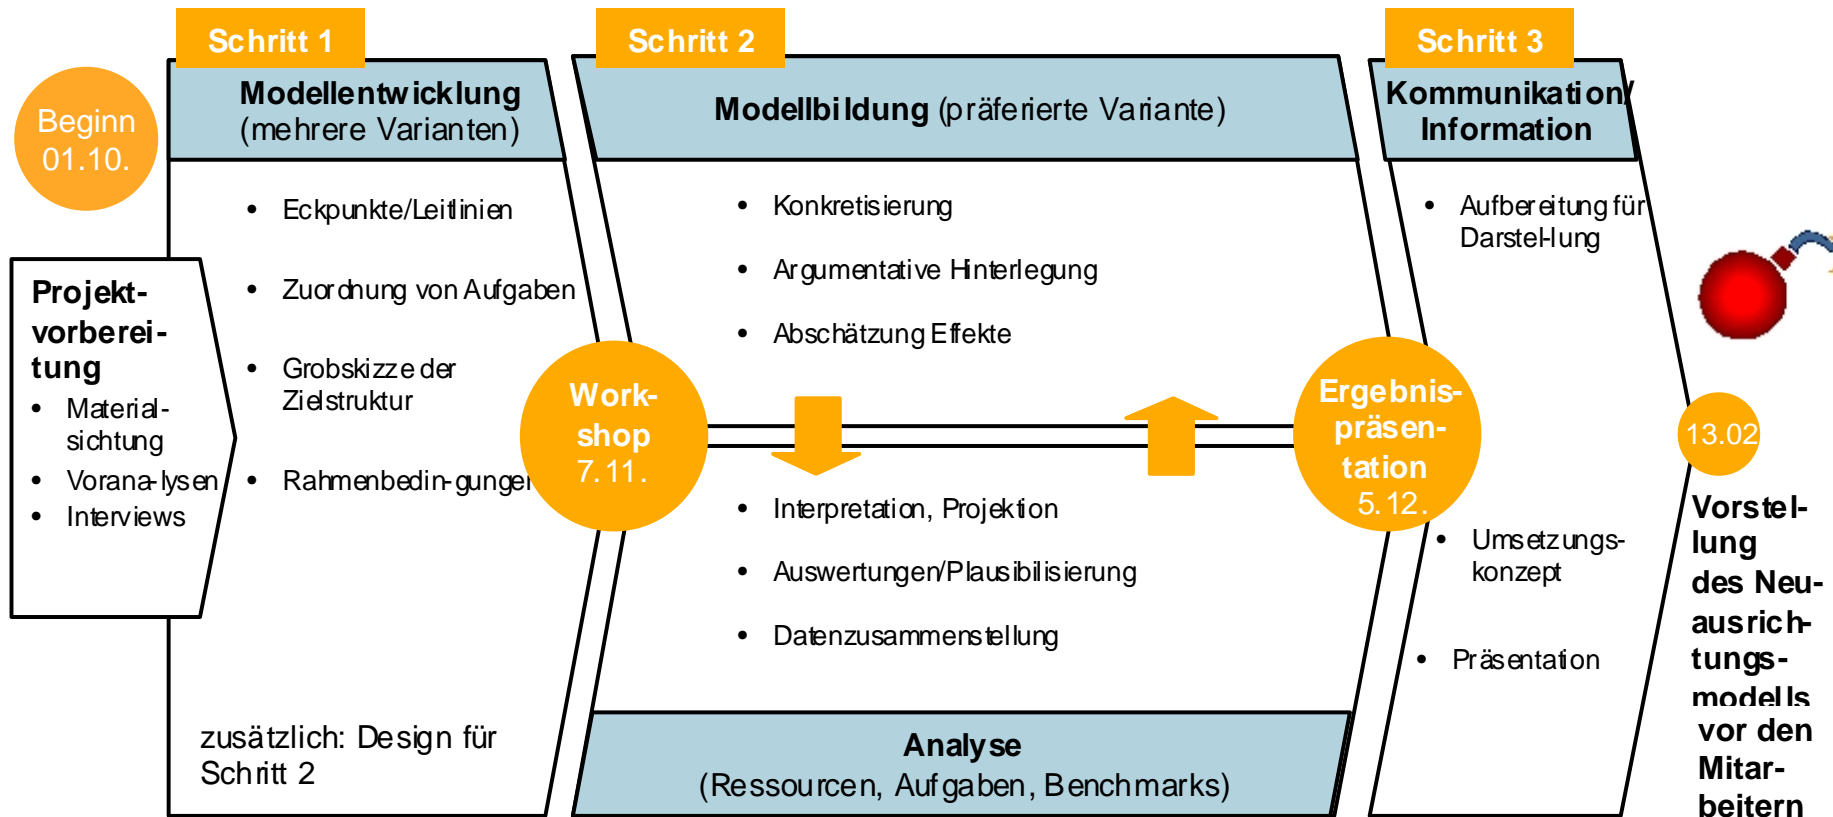 Schritt 1
Schritt 2
Schritt 3
Beginn
01.10.
Modellentwicklung
(mehrere Varianten)
Modellbildung (präferierte Variante)
Kommunikation/
Information
Projekt-
vorberei-
tung
• Material-
sichtung
• Vorana-lysen
• Interviews
• Eckpunkte/Leitlinien
• Zuordnung von Aufgaben
• Grobskizze der
Zielstruktur
• Rahmenbedin-gungen
zusätzlich: Design für
Schritt 2
Work-
shop
7.11.
• Konkretisierung
• Argumentative Hinterlegung
• Abschätzung Effekte
• Interpretation, Projektion
• Auswertungen/Plausibilisierung
• Datenzusammenstellung
Analyse
(Ressourcen, Aufgaben, Benchmarks)
Ergebnis-
präsen-
tation
5.12.
• Aufbereitung für
Darstel-lung
• Umsetzungs-
konzept
• Präsentation
13.02
Vorstel-
lung
des Neu-
ausrich-
tungs-
modells
vor den
Mitar-
beitern